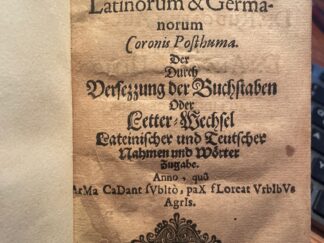 Latinorum & Germa-
norum
Coronis Posthuma.
Der
Durch
Versezzung der Buchstaben
Oder
Letter-Wechsel
Lateinischer und Teutscher
Nahmen und Wörter
Zugabe.
Anno, quô
ArMa CaDant sVbItò, paX fLoreat VrbIbVs
AgrIs.